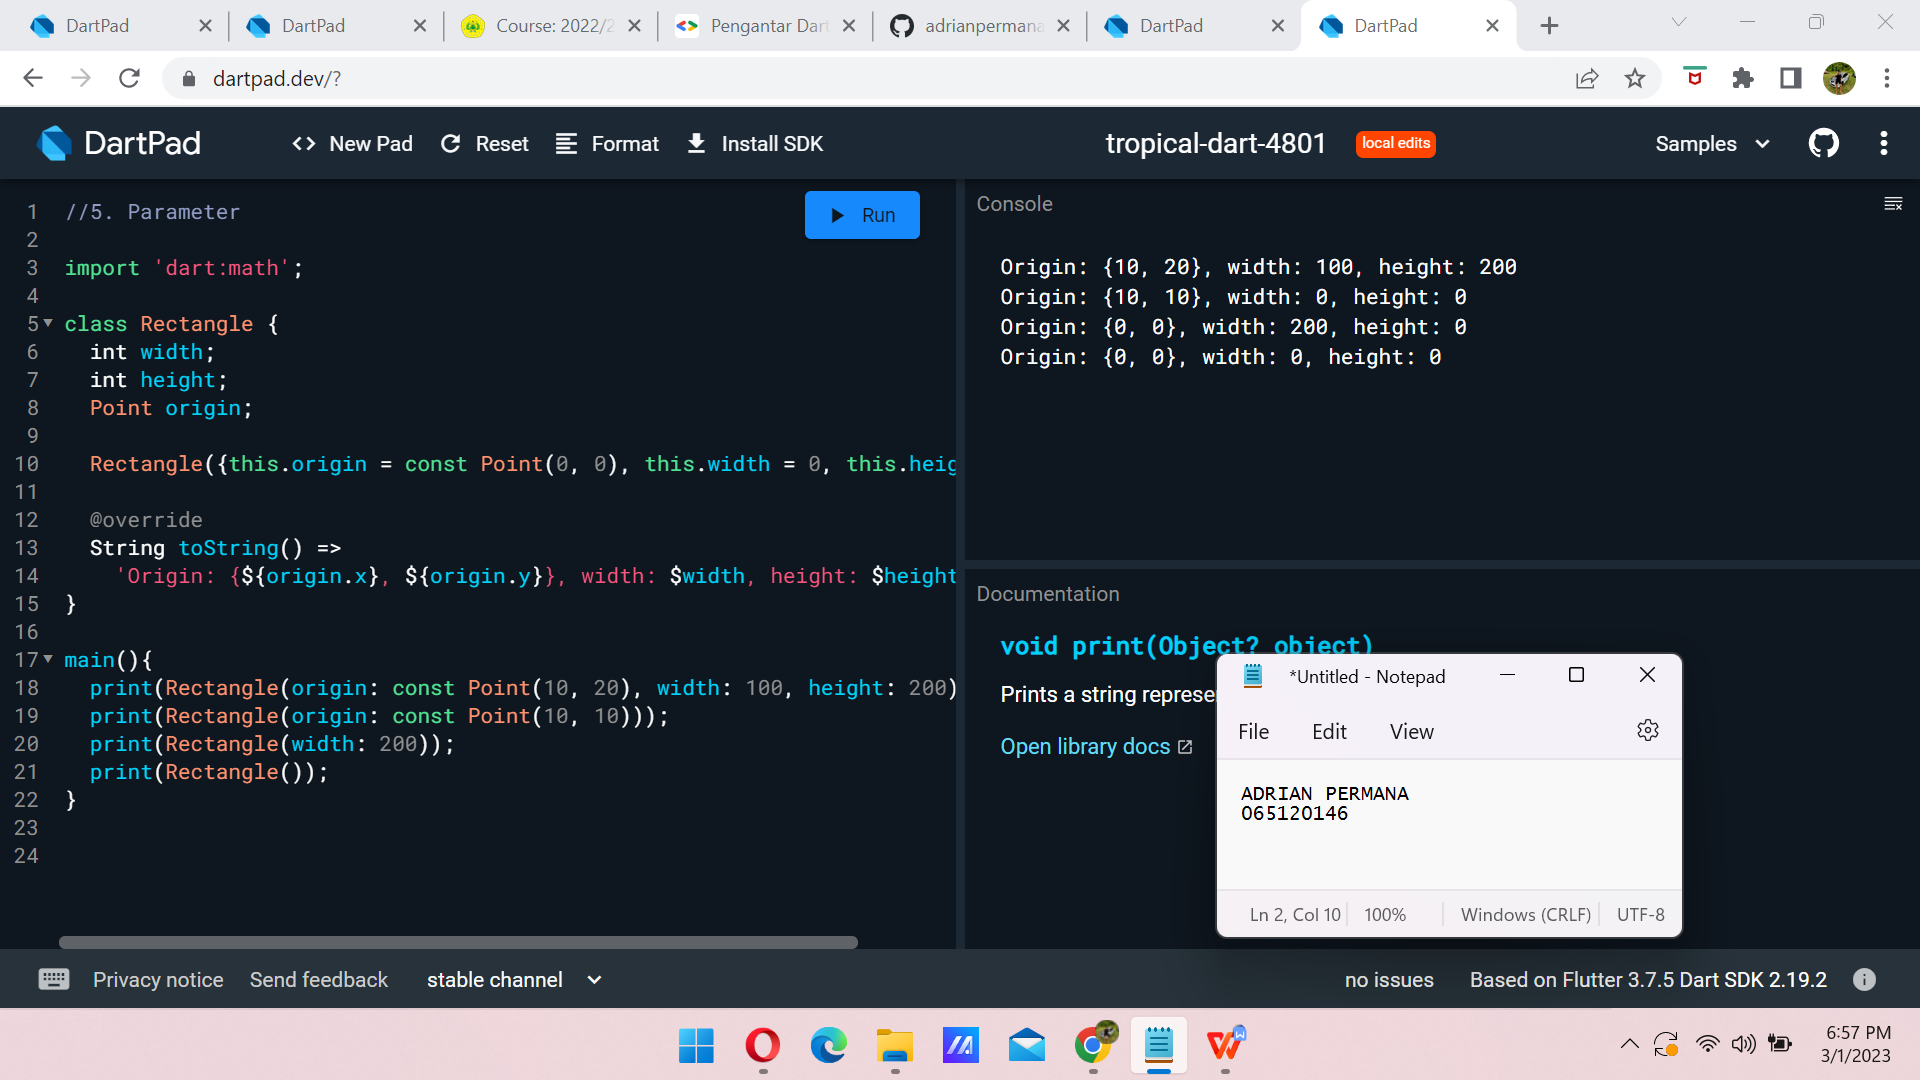 DartPad
DartPad
Course: 2022/2
Pengantar Dart
adrianpermana
DartPad
DartPad
dartpad.dev/?
DartPad
New Pad
Reset
Format
Install SDK
tropical-dart-4801
local edits
Samples
1 //5. Parameter
2
3 import 'dart:math';
4
5 class Rectangle {
6 int width;
7 int height;
8 Point origin;
9
10 Rectangle({this.origin = const Point(0, 0), this.width = 0, this.heig
11
12 @override
13 String toString() =>
14 'Origin: {${origin.x}, ${origin.y}}, width: $width, height: $height
15 }
16
17 main(){
18 print(Rectangle(origin: const Point(10, 20), width: 100, height: 200)
19 print(Rectangle(origin: const Point(10, 10)));
20 print(Rectangle(width: 200));
21 print(Rectangle());
22 }
23
24
Run
Console
Origin: {10, 20}, width: 100, height: 200
Origin: {10, 10}, width: 0, height: 0
Origin: {0, 0}, width: 200, height: 0
Origin: {0, 0}, width: 0, height: 0
Documentation
void print(Object? object)
Prints a string represe
Open library docs
*Untitled - Notepad
File
Edit
View
ADRIAN PERMANA
065120146
Ln 2, Col 10
100%
Windows (CRLF)
UTF-8
Privacy notice
Send feedback
stable channel
no issues
Based on Flutter 3.7.5 Dart SDK 2.19.2
6:57 PM
3/1/2023